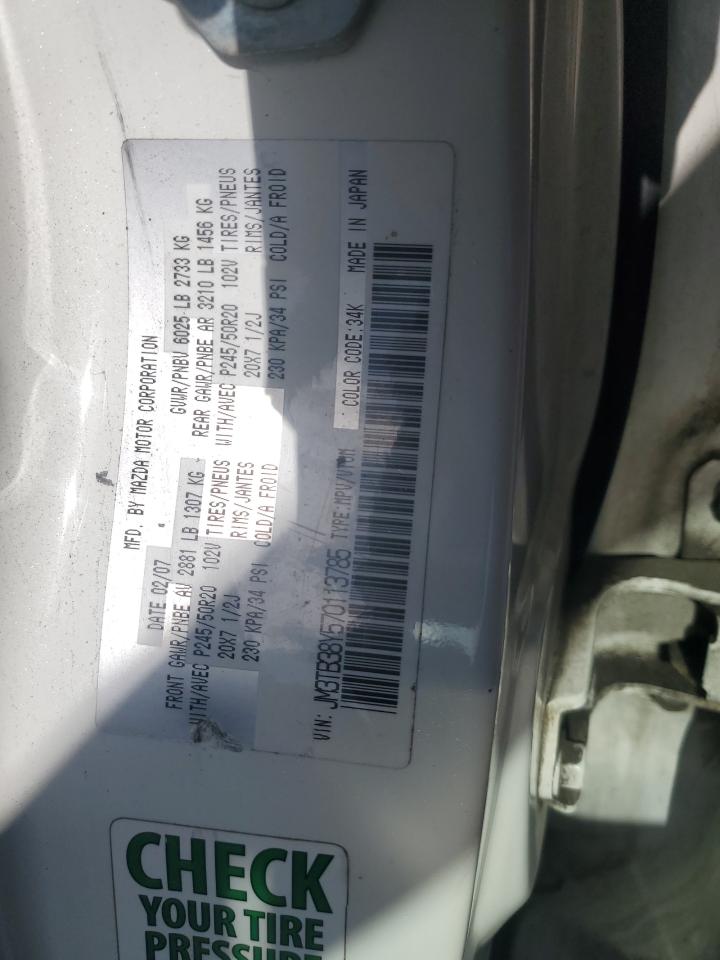 MFD. BY MAZDA MOTOR CORPORATION
DATE 02/07 GVWR/PNBV 6025 LB 2733 KG
FRONT GAWR/PNBE AV 2881 LB 1307 KG REAR GAWR/PNBE AR 3210 LB 1456 KG
WITH/AVEC P245/50R20 102V TIRES/PNEUS WITH/AVEC P245/50R20 102V TIRES/PNEUS
20X7 1/2J RIMS/JANTES 20X7 1/2J RIMS/JANTES
230 KPA/34 PSI COLD/A FROID 230 KPA/34 PSI COLD/A FROID
VIN: JM3TB38Y570113785 TYPE:MPV/VTUM COLOR CODE:34K MADE IN JAPAN
CHECK
YOUR TIRE
PRESSURE